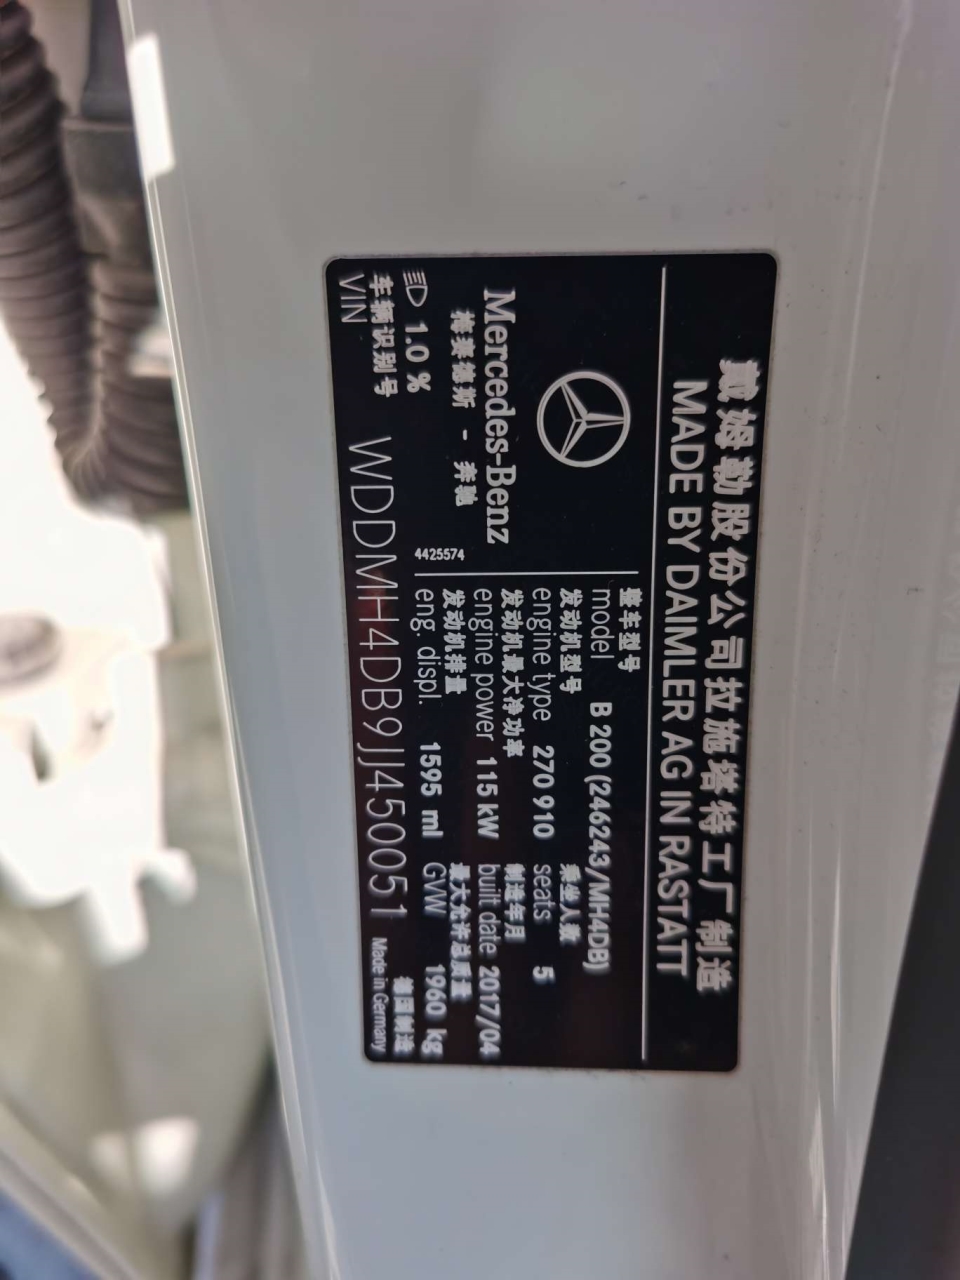 戴姆勒股份公司拉施塔特工厂制造
MADE BY DAIMLER AG IN RASTATT
Mercedes-Benz
梅赛德斯 - 奔驰
整车型号
model B 200 (246243/MH4DB)
发动机型号 乘坐人数
engine type 270 910 seats 5
发动机最大净功率 制造年月
engine power 115 kW built date 2017/04
发动机排量 最大允许总质量
eng. displ. 1595 ml GVW 1960 kg
4425574
1.0 %
车辆识别号 德国制造
VIN WDDMH4DB9JJ450051 Made in Germany